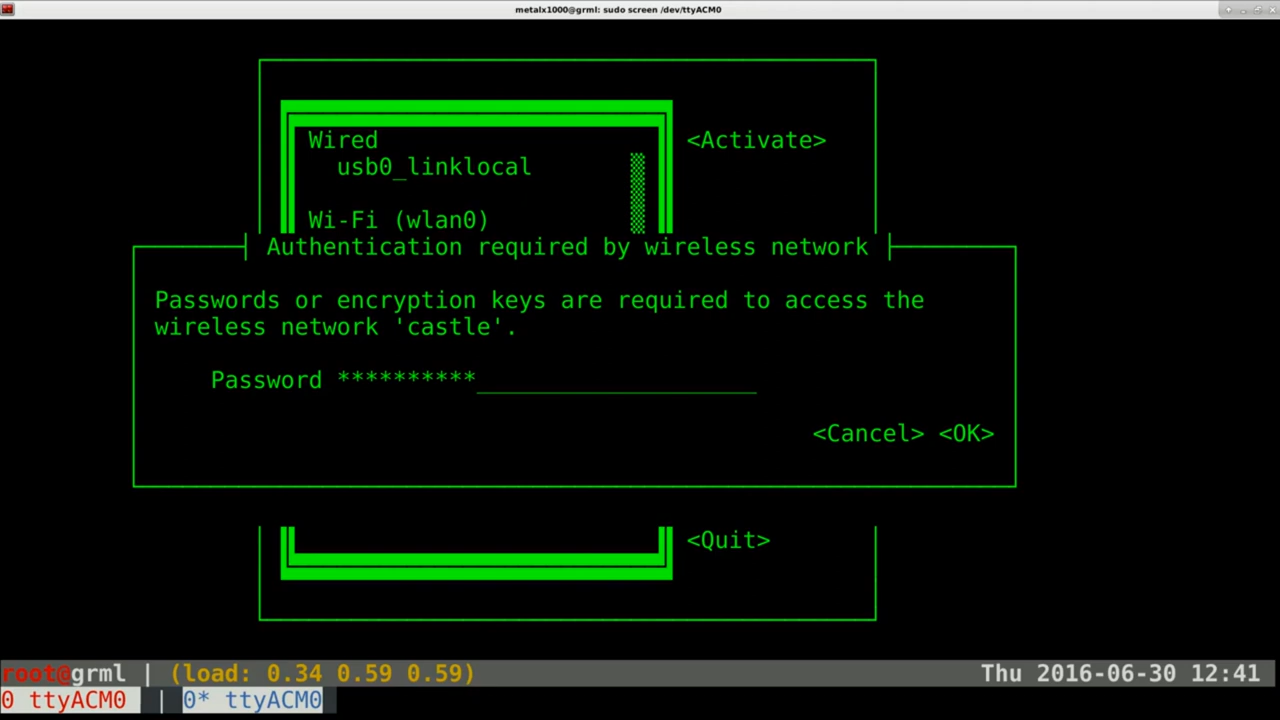 metalx1000@grml: sudo screen /dev/ttyACM0
Wired
<Activate>
usb0_linklocal
Wi-Fi (wlan0)
Authentication required by wireless network
Passwords or encryption keys are required to access the
wireless network 'castle'.
Password **********
<Cancel> <OK>
<Quit>
root@grml | (load: 0.34 0.59 0.59)
Thu 2016-06-30 12:41
0 ttyACM0 | 0* ttyACM0